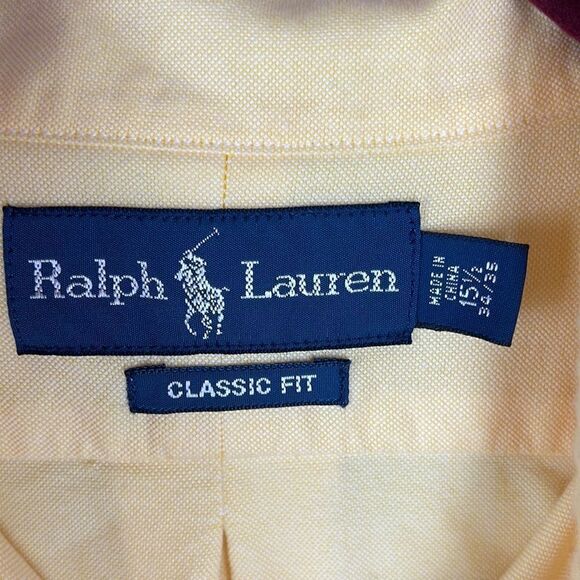 Ralph Lauren
MADE IN
CHINA
15½
34/35
CLASSIC FIT